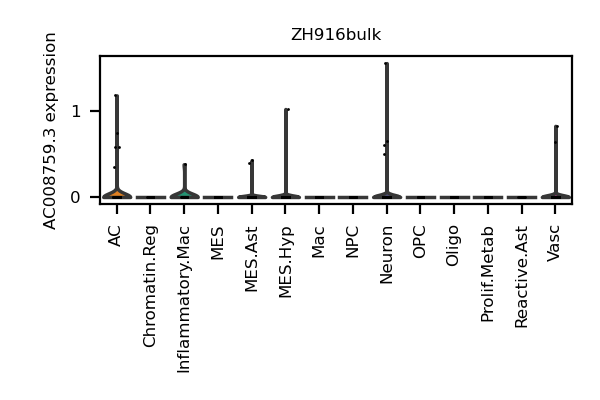 ZH916bulk
AC008759.3 expression
1
0
AC
Chromatin.Reg
Inflammatory.Mac
MES
MES.Ast
MES.Hyp
Mac
NPC
Neuron
OPC
Oligo
Prolif.Metab
Reactive.Ast
Vasc